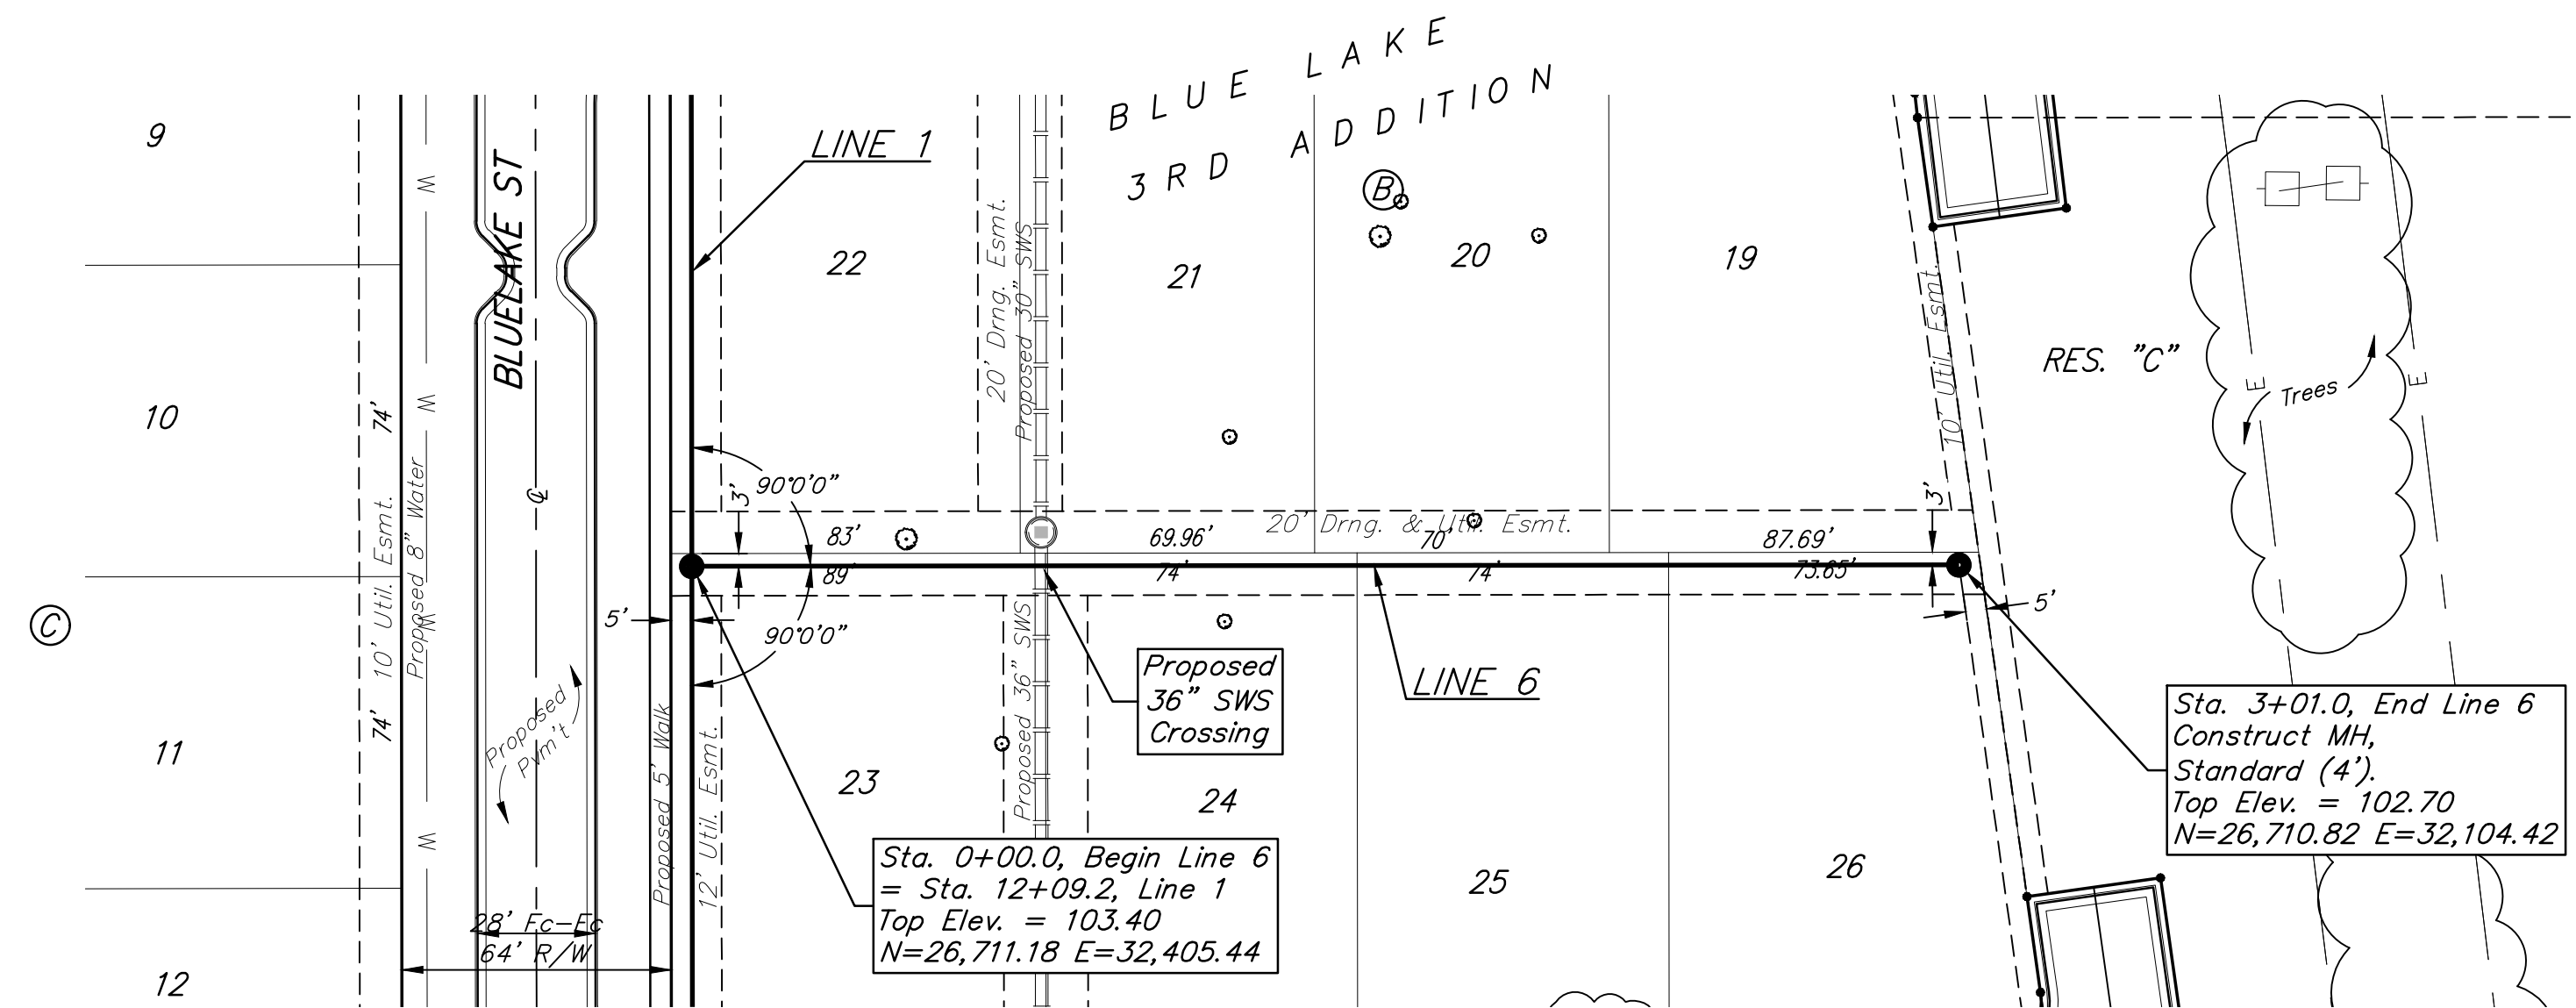 BLUE LAKE
3RD ADDITION
B
9
10
11
12
C
BLUELAKE ST
LINE 1
22
21
20
19
20' Drng. Esmt.
Proposed 30" SWS
10' Util. Esmt.
RES. "C"
E
E
Trees
74'
74'
10' Util. Esmt.
Proposed 8" Water
W
W
W
W
℄
90°0'0"
90°0'0"
3'
3'
83'
69.96'
20' Drng. & Util. Esmt.
70'
87.69'
89'
74'
74'
73.65'
5'
5'
Proposed
Pvm't
Proposed 5' Walk
12' Util. Esmt.
Proposed 36" SWS
Proposed
36" SWS
Crossing
LINE 6
23
24
25
26
28' Fc-Fc
64' R/W
Sta. 0+00.0, Begin Line 6
= Sta. 12+09.2, Line 1
Top Elev. = 103.40
N=26,711.18 E=32,405.44
Sta. 3+01.0, End Line 6
Construct MH,
Standard (4').
Top Elev. = 102.70
N=26,710.82 E=32,104.42